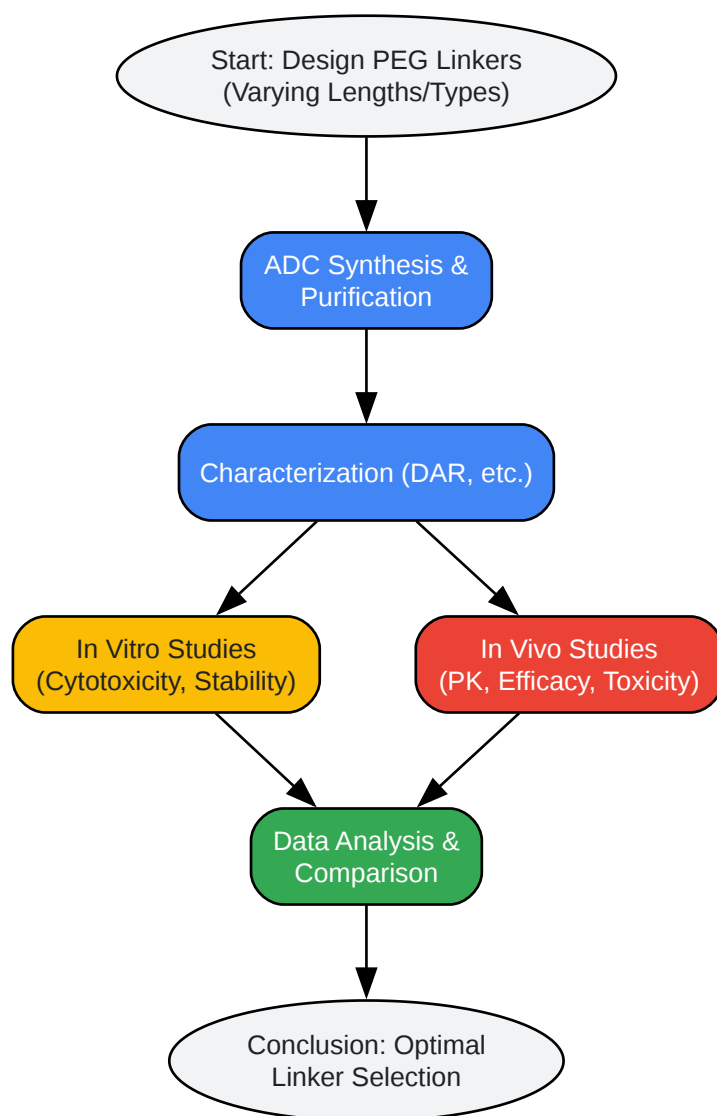 Start: Design PEG Linkers
(Varying Lengths/Types)
ADC Synthesis &
Purification
Characterization (DAR, etc.)
In Vitro Studies
(Cytotoxicity, Stability)
In Vivo Studies
(PK, Efficacy, Toxicity)
Data Analysis &
Comparison
Conclusion: Optimal
Linker Selection